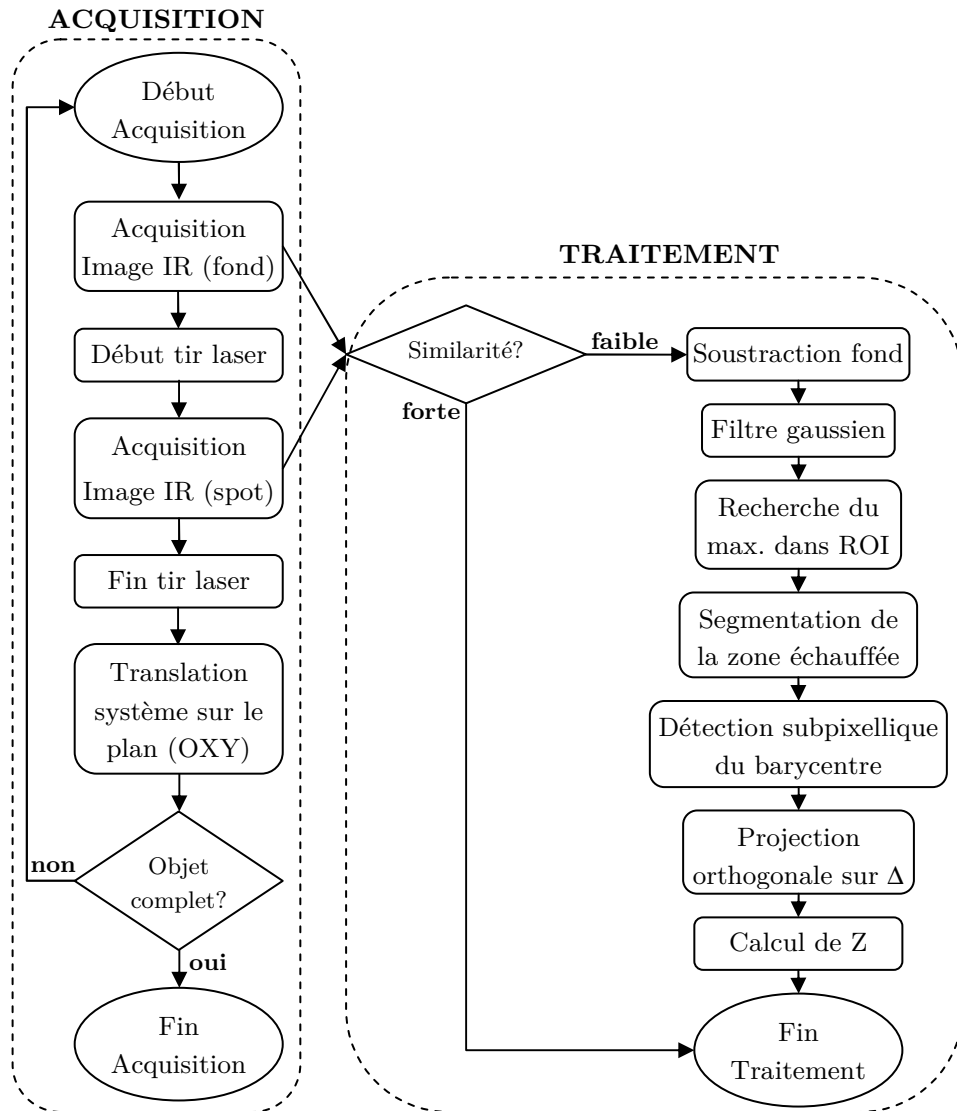 ACQUISITION
Début
Acquisition
Acquisition
Image IR (fond)
Début tir laser
Acquisition
Image IR (spot)
Fin tir laser
Translation
système sur le
plan (OXY)
non
Objet
complet?
oui
Fin
Acquisition
TRAITEMENT
Similarité?
faible
forte
Soustraction fond
Filtre gaussien
Recherche du
max. dans ROI
Segmentation de
la zone échauffée
Détection subpixellique
du barycentre
Projection
orthogonale sur Δ
Calcul de Z
Fin
Traitement